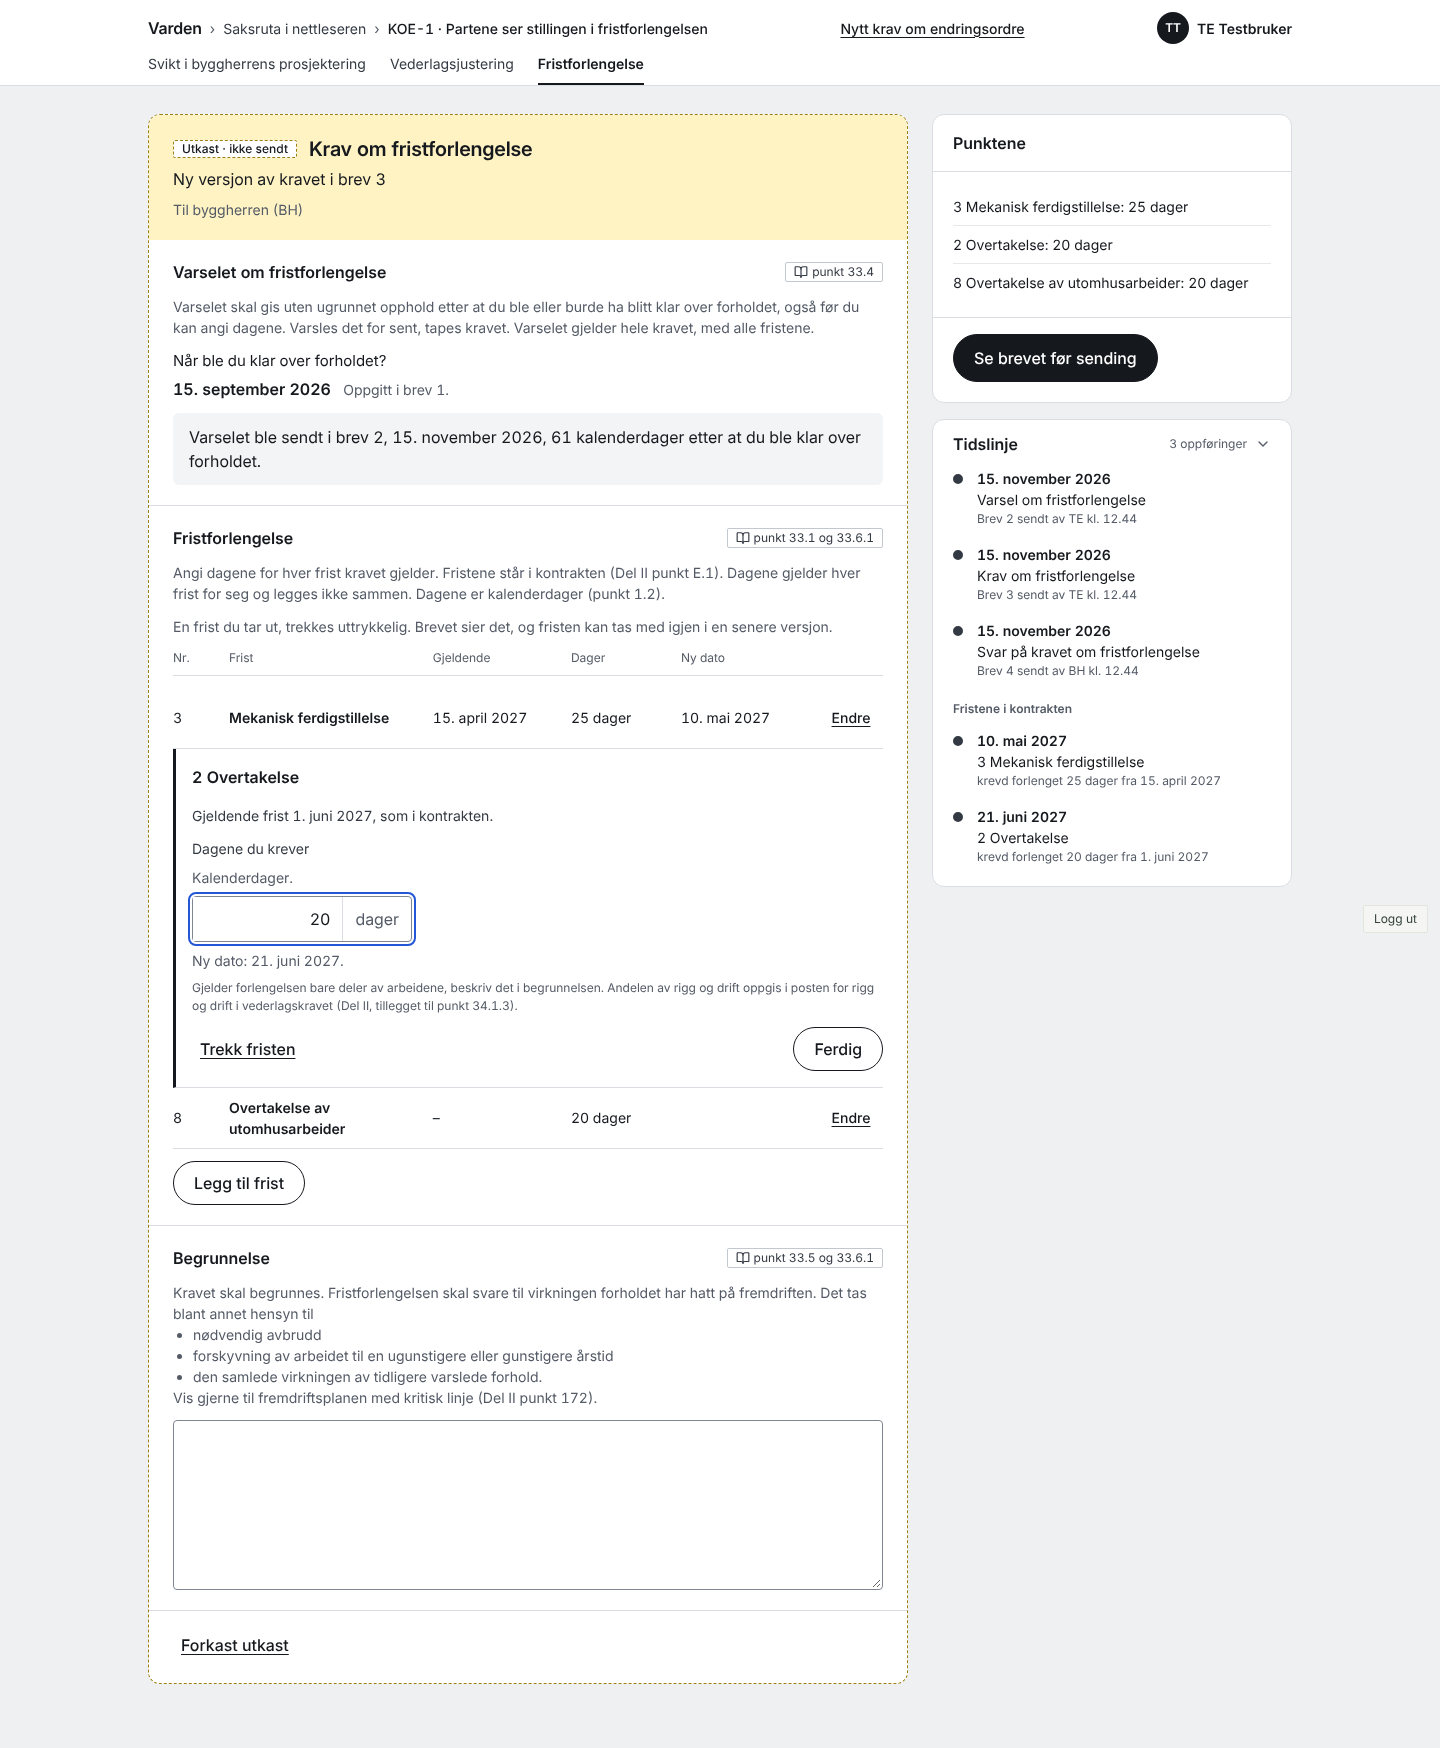 Varden › Saksruta i nettleseren › KOE-1 · Partene ser stillingen i fristforlengelsen
Nytt krav om endringsordre
TT TE Testbruker
Svikt i byggherrens prosjektering Vederlagsjustering Fristforlengelse
Utkast · ikke sendt Krav om fristforlengelse
Ny versjon av kravet i brev 3
Til byggherren (BH)
Varselet om fristforlengelse punkt 33.4
Varselet skal gis uten ugrunnet opphold etter at du ble eller burde ha blitt klar over forholdet, også før du
kan angi dagene. Varsles det for sent, tapes kravet. Varselet gjelder hele kravet, med alle fristene.
Når ble du klar over forholdet?
15. september 2026 Oppgitt i brev 1.
Varselet ble sendt i brev 2, 15. november 2026, 61 kalenderdager etter at du ble klar over
forholdet.
Fristforlengelse punkt 33.1 og 33.6.1
Angi dagene for hver frist kravet gjelder. Fristene står i kontrakten (Del II punkt E.1). Dagene gjelder hver
frist for seg og legges ikke sammen. Dagene er kalenderdager (punkt 1.2).
En frist du tar ut, trekkes uttrykkelig. Brevet sier det, og fristen kan tas med igjen i en senere versjon.
Nr. Frist Gjeldende Dager Ny dato
3 Mekanisk ferdigstillelse 15. april 2027 25 dager 10. mai 2027 Endre
2 Overtakelse
Gjeldende frist 1. juni 2027, som i kontrakten.
Dagene du krever
Kalenderdager.
20 dager
Ny dato: 21. juni 2027.
Gjelder forlengelsen bare deler av arbeidene, beskriv det i begrunnelsen. Andelen av rigg og drift oppgis i posten for rigg
og drift i vederlagskravet (Del II, tillegget til punkt 34.1.3).
Trekk fristen Ferdig
8 Overtakelse av utomhusarbeider – 20 dager Endre
Legg til frist
Begrunnelse punkt 33.5 og 33.6.1
Kravet skal begrunnes. Fristforlengelsen skal svare til virkningen forholdet har hatt på fremdriften. Det tas
blant annet hensyn til
• nødvendig avbrudd
• forskyvning av arbeidet til en ugunstigere eller gunstigere årstid
• den samlede virkningen av tidligere varslede forhold.
Vis gjerne til fremdriftsplanen med kritisk linje (Del II punkt 172).
Forkast utkast
Punktene
3 Mekanisk ferdigstillelse: 25 dager
2 Overtakelse: 20 dager
8 Overtakelse av utomhusarbeider: 20 dager
Se brevet før sending
Tidslinje 3 oppføringer
15. november 2026
Varsel om fristforlengelse
Brev 2 sendt av TE kl. 12.44
15. november 2026
Krav om fristforlengelse
Brev 3 sendt av TE kl. 12.44
15. november 2026
Svar på kravet om fristforlengelse
Brev 4 sendt av BH kl. 12.44
Fristene i kontrakten
10. mai 2027
3 Mekanisk ferdigstillelse
krevd forlenget 25 dager fra 15. april 2027
21. juni 2027
2 Overtakelse
krevd forlenget 20 dager fra 1. juni 2027
Logg ut